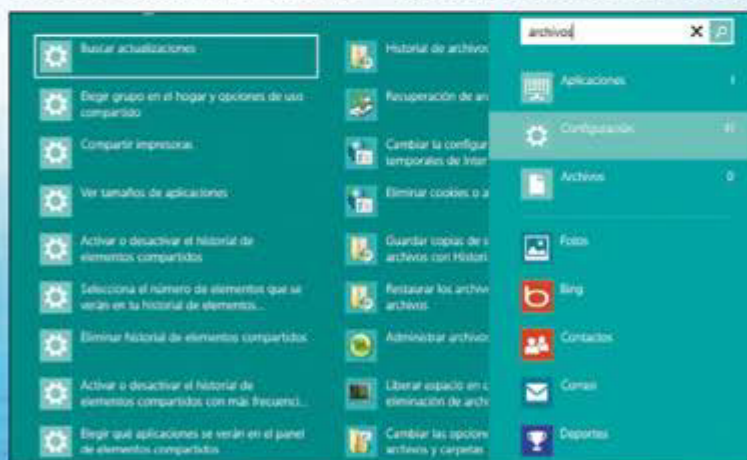 Buscar actualizaciones
Elegir grupo en el hogar y opciones de uso
compartido
Compartir impresoras
Ver tamaños de aplicaciones
Activar o desactivar el historial de
elementos compartidos
Selecciona el número de elementos que se
verán en tu historial de elementos...
Eliminar historial de elementos compartidos
Activar o desactivar el historial de
elementos compartidos con más frecuenci...
Elegir qué aplicaciones se verán en el panel
de elementos compartidos
Historial de archivos
Recuperación de
Cambiar la configur
temporales de Inter
Eliminar cookies o a
Guardar copias de
archivos con Histori
Restaurar los archiv
archivos
Administrar archivos
Liberar espacio en
eliminación de archi
Cambiar las opcione
archivos y carpetas
archivos
Aplicaciones 1
Configuración
Archivos 0
Fotos
Bing
Contactos
Correo
Deportes